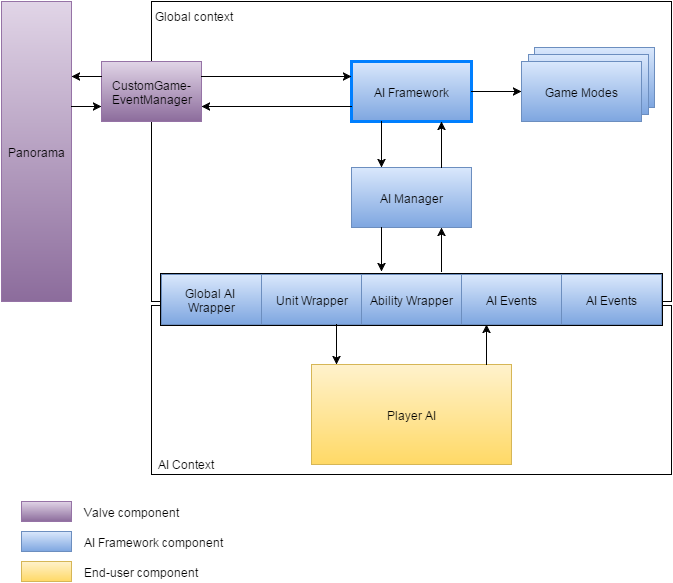 Global context
CustomGame-
EventManager
AI Framework
Game Modes
Panorama
AI Manager
Global AI
Wrapper
Unit Wrapper
Ability Wrapper
AI Events
AI Events
Player AI
AI Context
Valve component
AI Framework component
End-user component